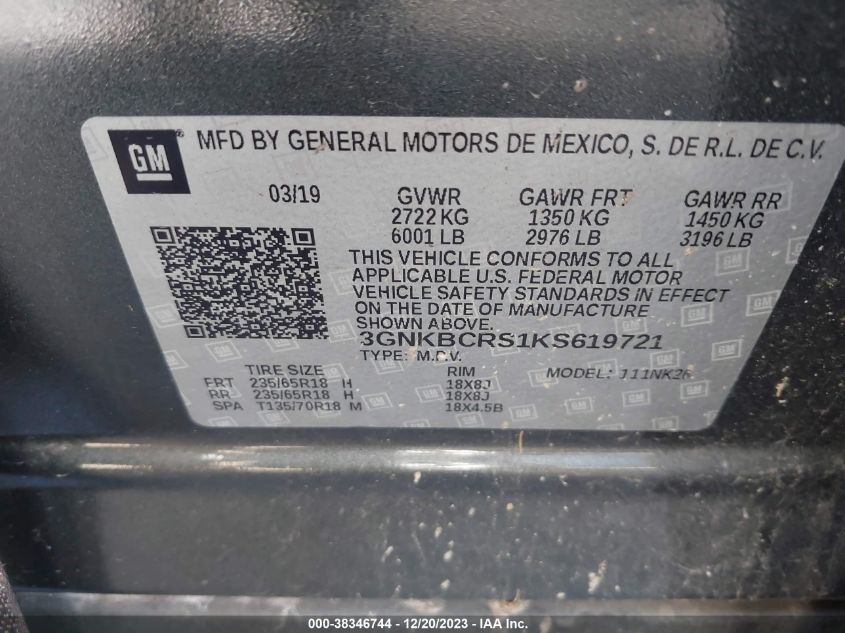 GM
MFD BY GENERAL MOTORS DE MEXICO, S. DE R.L. DE C.V.
03/19 GVWR GAWR FRT GAWR RR
2722 KG 1350 KG 1450 KG
6001 LB 2976 LB 3196 LB
THIS VEHICLE CONFORMS TO ALL
APPLICABLE U.S. FEDERAL MOTOR
VEHICLE SAFETY STANDARDS IN EFFECT
ON THE DATE OF MANUFACTURE
SHOWN ABOVE.
3GNKBCRS1KS619721
TYPE: M.P.V. MODEL: 111NK26
TIRE SIZE RIM
FRT 235/65R18 H 18X8J
RR 235/65R18 H 18X8J
SPA T135/70R18 M 18X4.5B
000-38346744 - 12/20/2023 - IAA Inc.